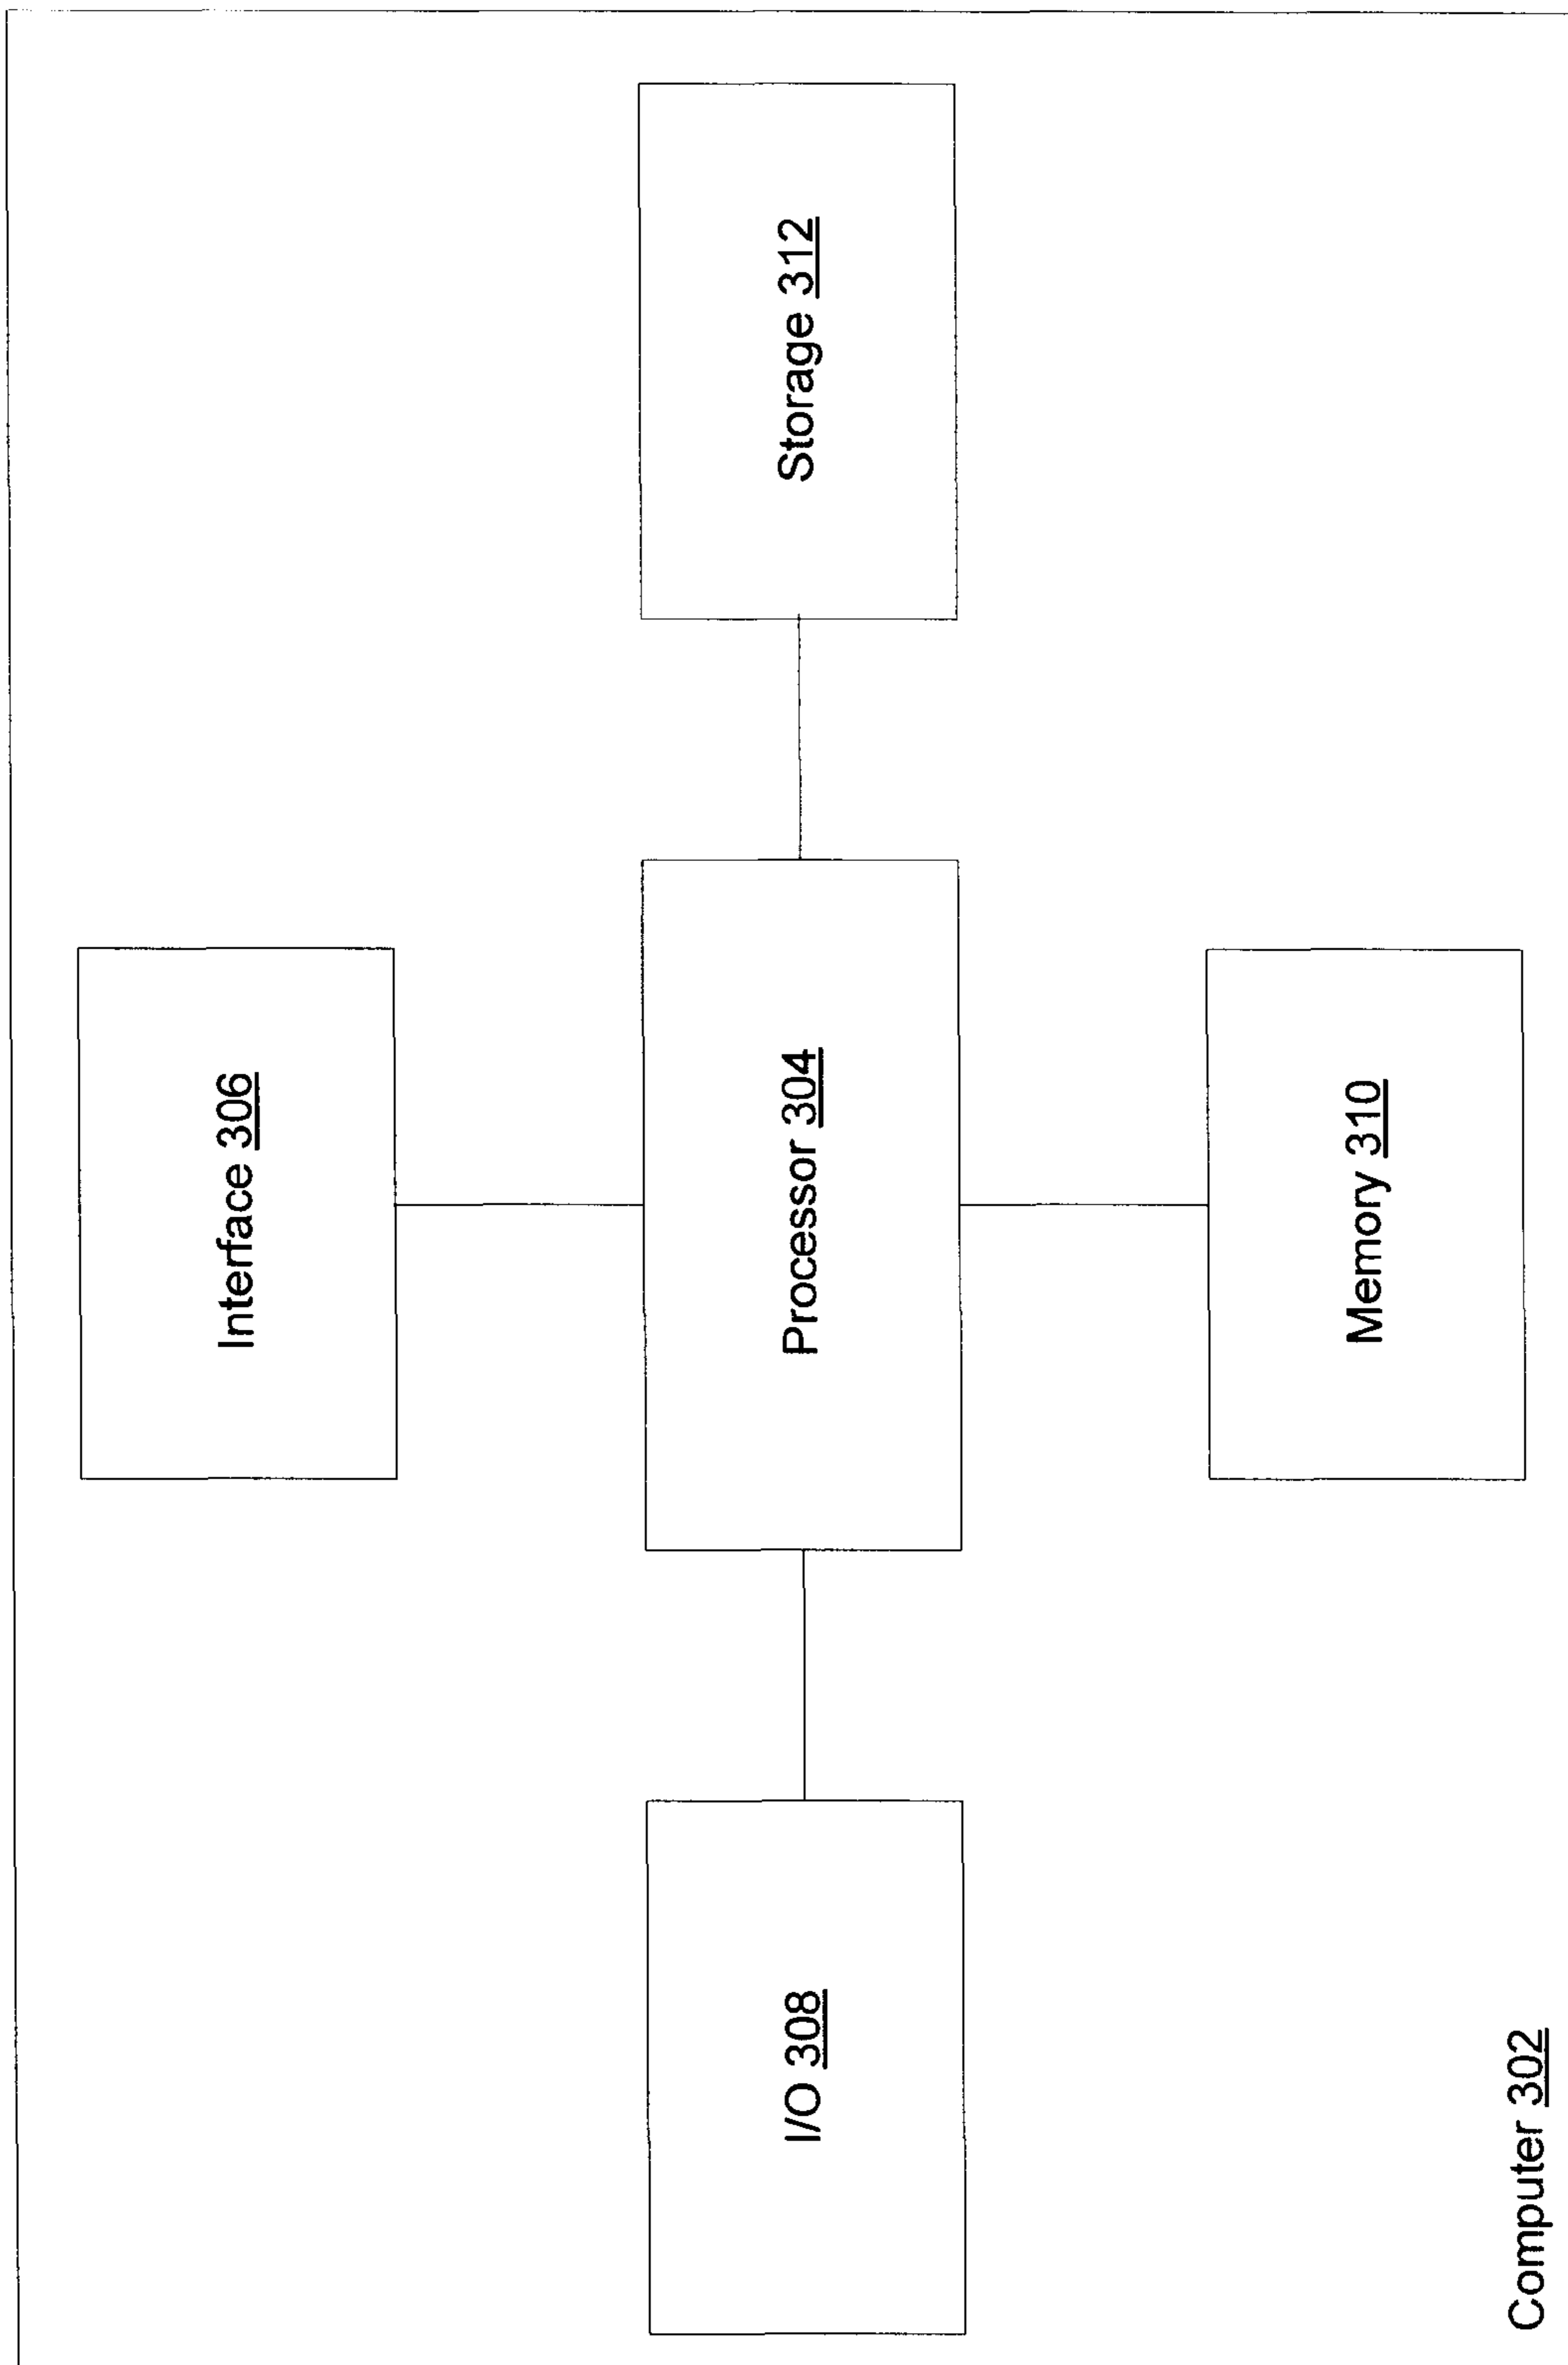 Interface 306
I/O 308
Processor 304
Storage 312
Memory 310
Computer 302